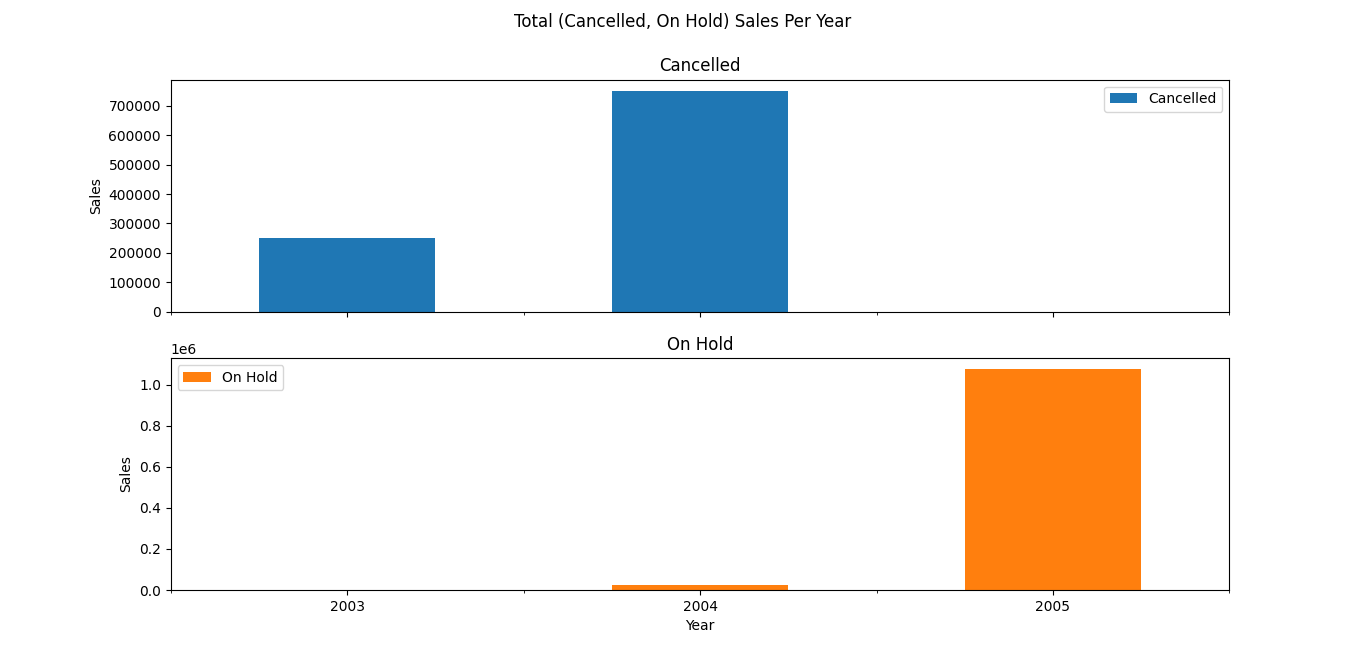 Total (Cancelled, On Hold) Sales Per Year
Cancelled
Cancelled
700000
600000
500000
400000
300000
200000
100000
0
Sales
On Hold
1e6
On Hold
1.0
0.8
0.6
0.4
0.2
0.0
Sales
2003 2004 2005
Year